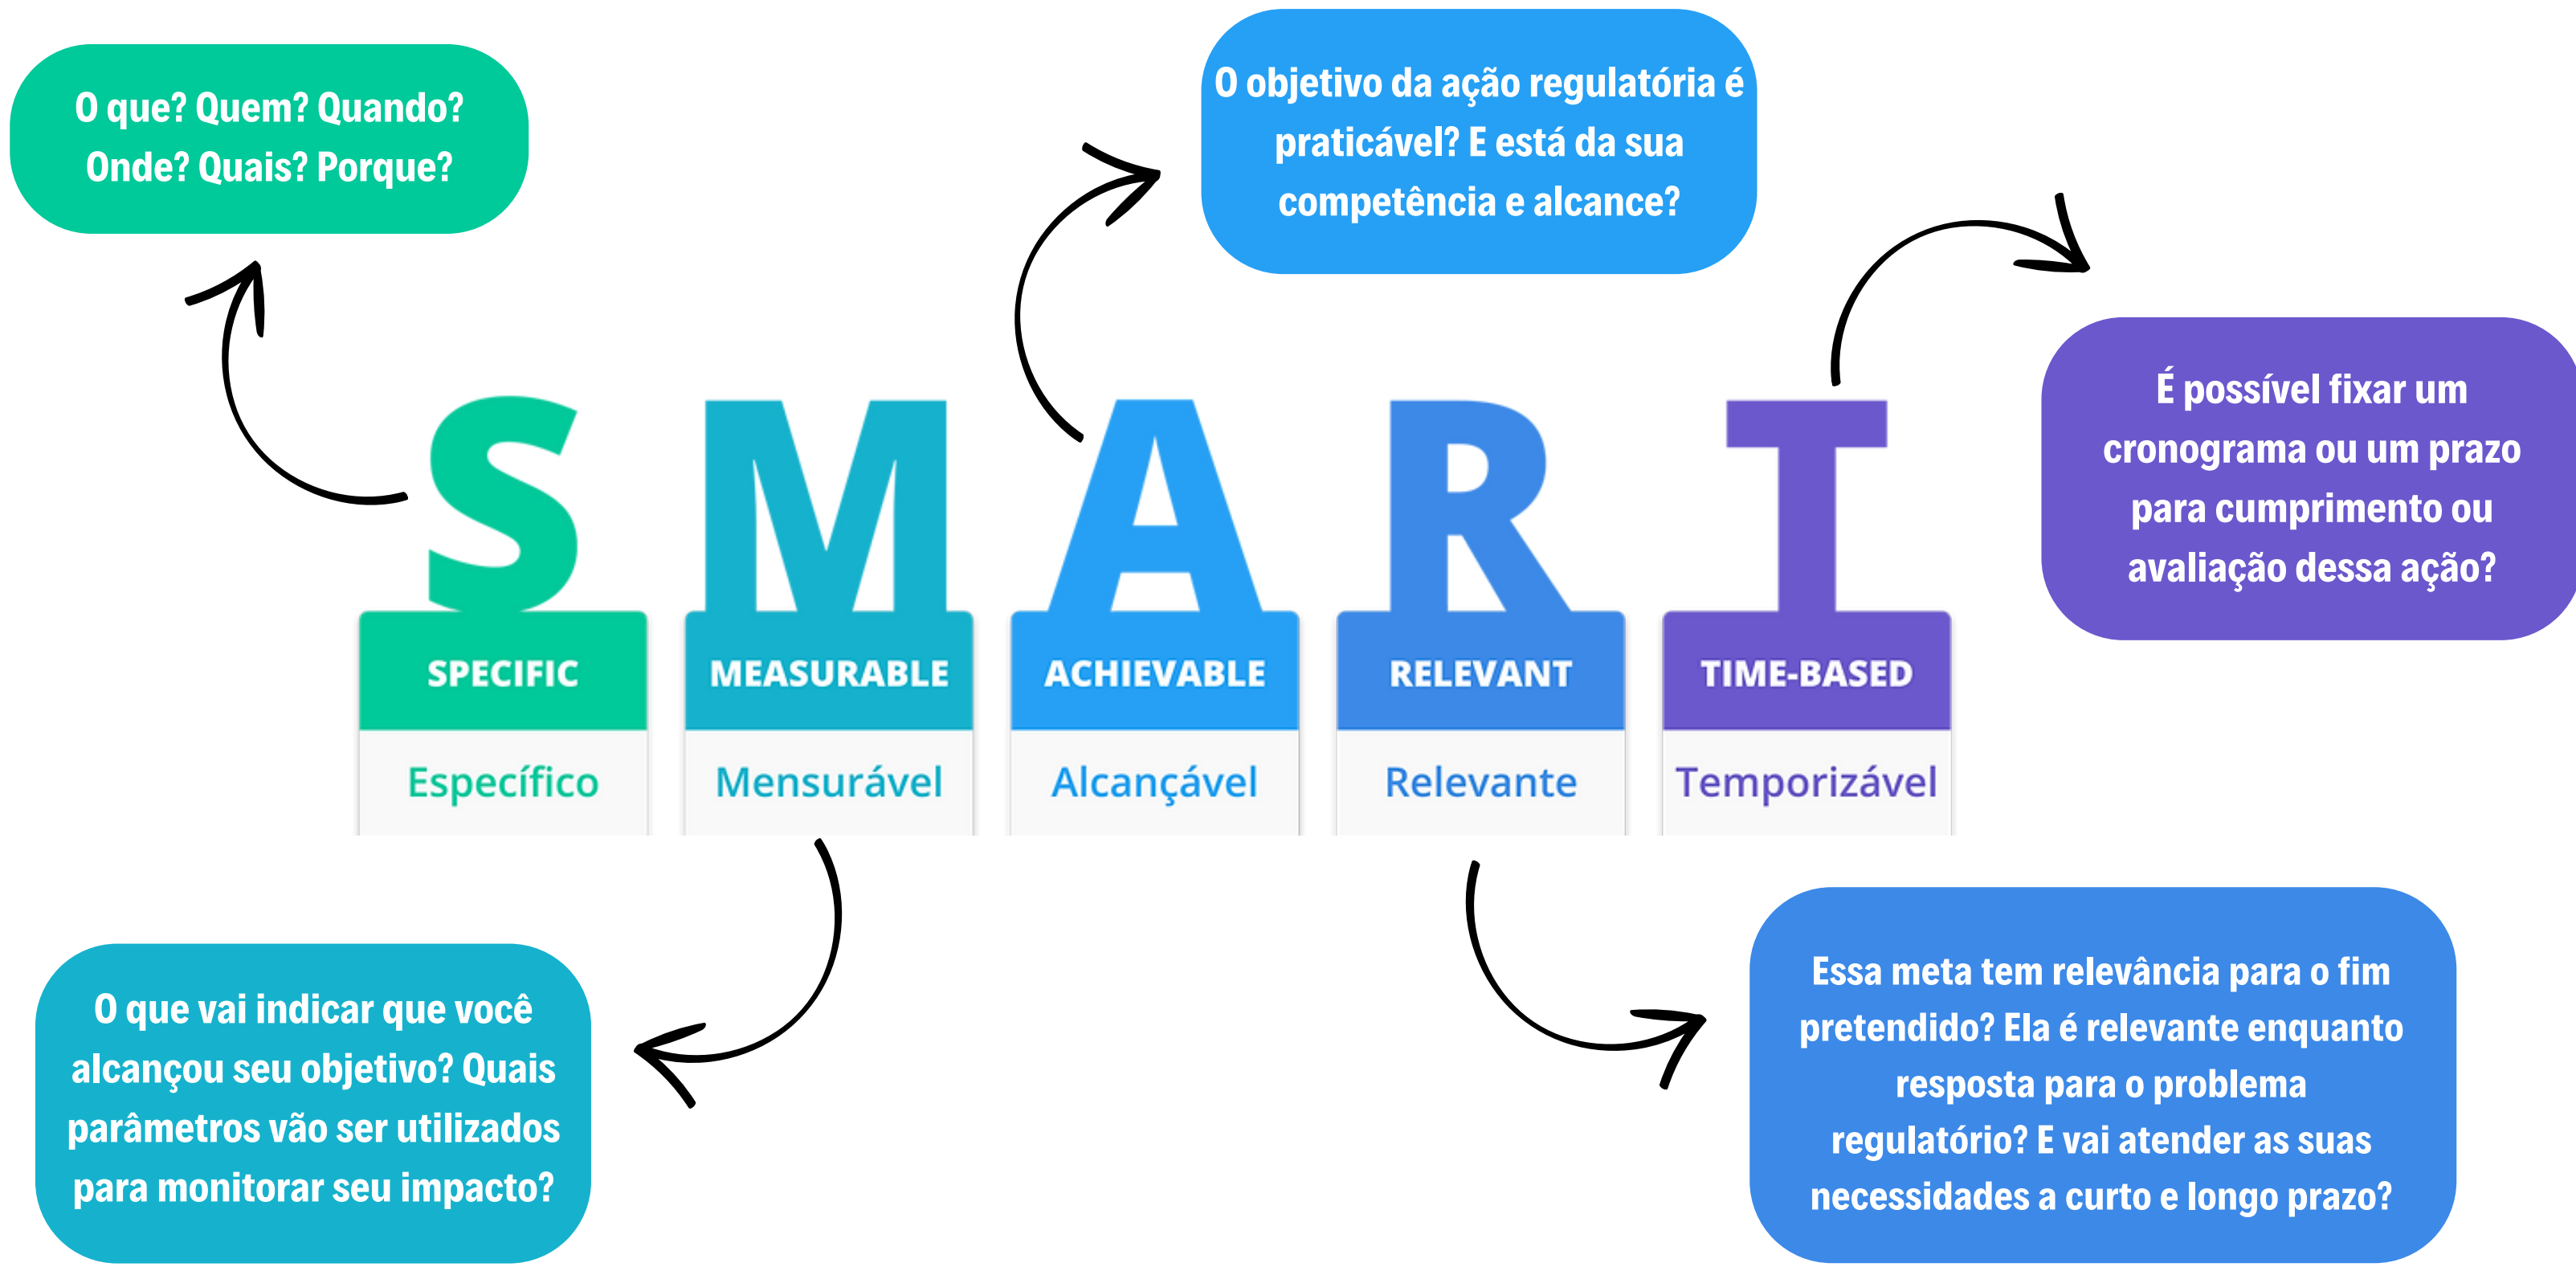 O que? Quem? Quando?
Onde? Quais? Porque?
O objetivo da ação regulatória é
praticável? E está da sua
competência e alcance?
É possível fixar um
cronograma ou um prazo
para cumprimento ou
avaliação dessa ação?
S M A R T
SPECIFIC
MEASURABLE
ACHIEVABLE
RELEVANT
TIME-BASED
Específico
Mensurável
Alcançável
Relevante
Temporizável
O que vai indicar que você
alcançou seu objetivo? Quais
parâmetros vão ser utilizados
para monitorar seu impacto?
Essa meta tem relevância para o fim
pretendido? Ela é relevante enquanto
resposta para o problema
regulatório? E vai atender as suas
necessidades a curto e longo prazo?